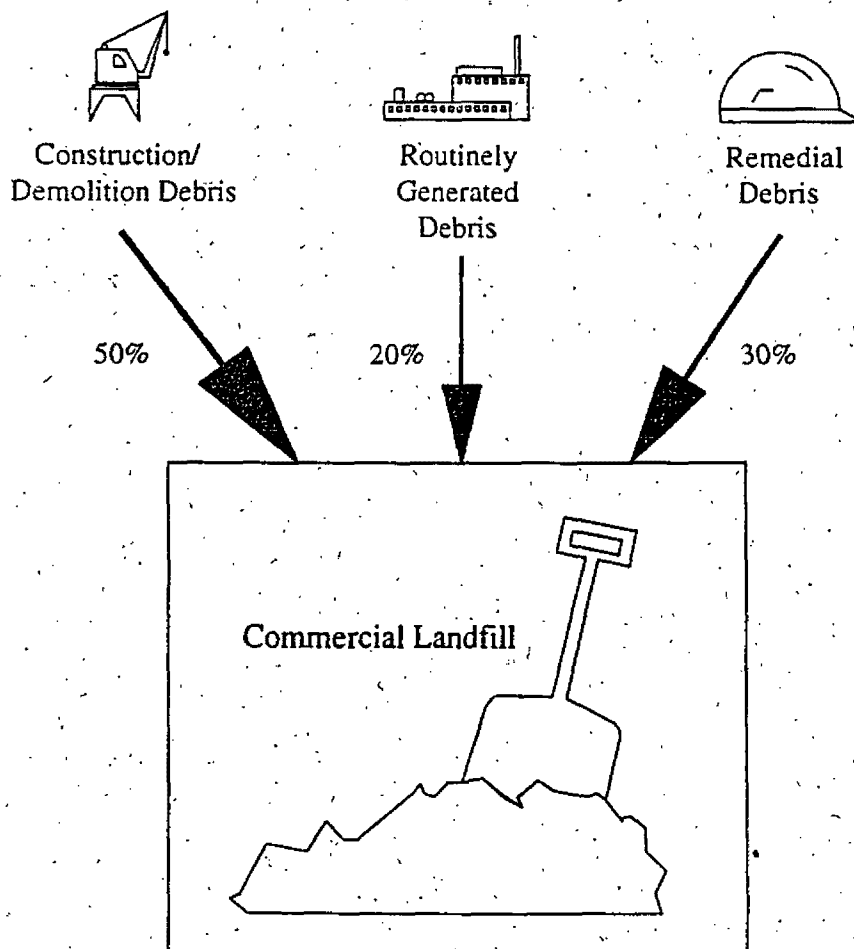 Construction/
Demolition Debris
Routinely
Generated
Debris
Remedial
Debris
50%
20%
30%
Commercial Landfill